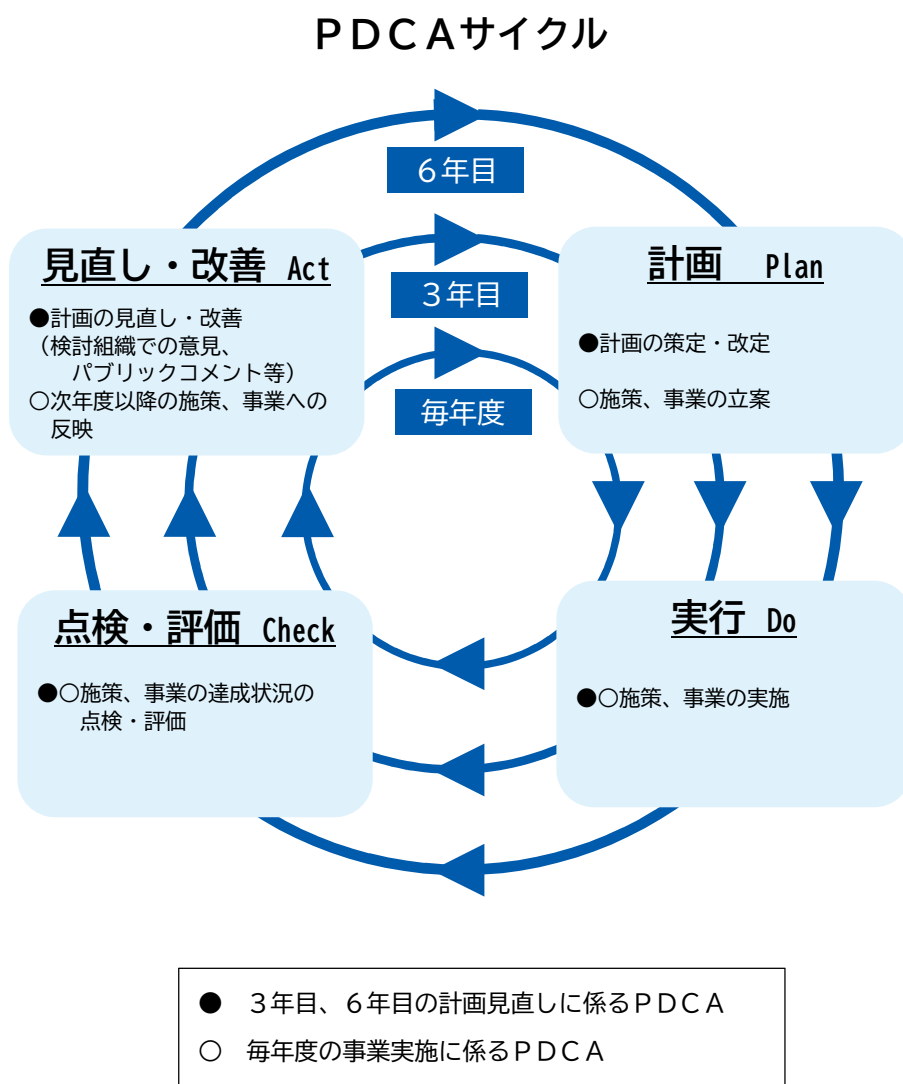 ＰＤＣＡサイクル
６年目
３年目
毎年度
見直し・改善 Act
●計画の見直し・改善
（検討組織での意見、
パブリックコメント等）
○次年度以降の施策、事業への
反映
計画　Plan
●計画の策定・改定
○施策、事業の立案
点検・評価 Check
●○施策、事業の達成状況の
点検・評価
実行 Do
●○施策、事業の実施
●　３年目、６年目の計画見直しに係るＰＤＣＡ
○　毎年度の事業実施に係るＰＤＣＡ